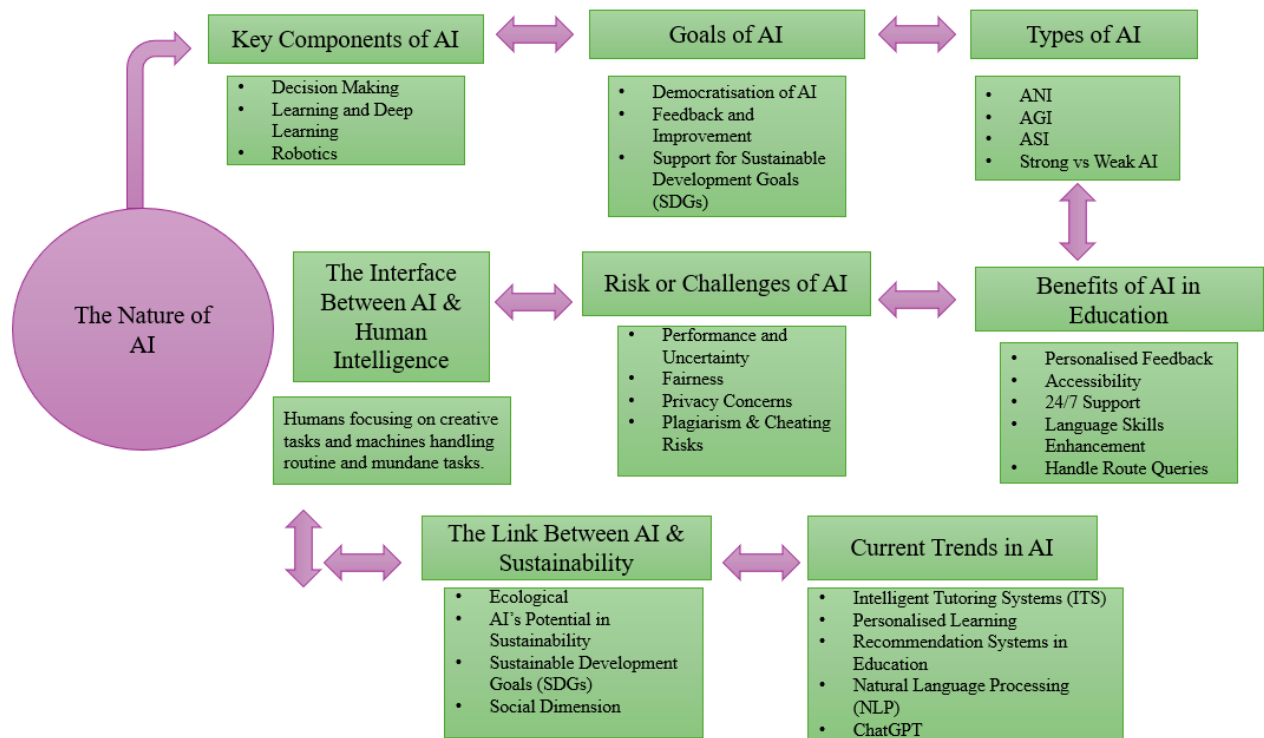 Key Components of AI
• Decision Making
• Learning and Deep
Learning
• Robotics
Goals of AI
• Democratisation of AI
• Feedback and
Improvement
• Support for Sustainable
Development Goals
(SDGs)
Types of AI
• ANI
• AGI
• ASI
• Strong vs Weak AI
The Nature of
AI
The Interface
Between AI &
Human
Intelligence
Humans focusing on creative
tasks and machines handling
routine and mundane tasks.
Risk or Challenges of AI
• Performance and
Uncertainty
• Fairness
• Privacy Concerns
• Plagiarism & Cheating
Risks
Benefits of AI in
Education
• Personalised Feedback
• Accessibility
• 24/7 Support
• Language Skills
Enhancement
• Handle Route Queries
The Link Between AI &
Sustainability
• Ecological
• AI’s Potential in
Sustainability
• Sustainable Development
Goals (SDGs)
• Social Dimension
Current Trends in AI
• Intelligent Tutoring Systems (ITS)
• Personalised Learning
• Recommendation Systems in
Education
• Natural Language Processing
(NLP)
• ChatGPT